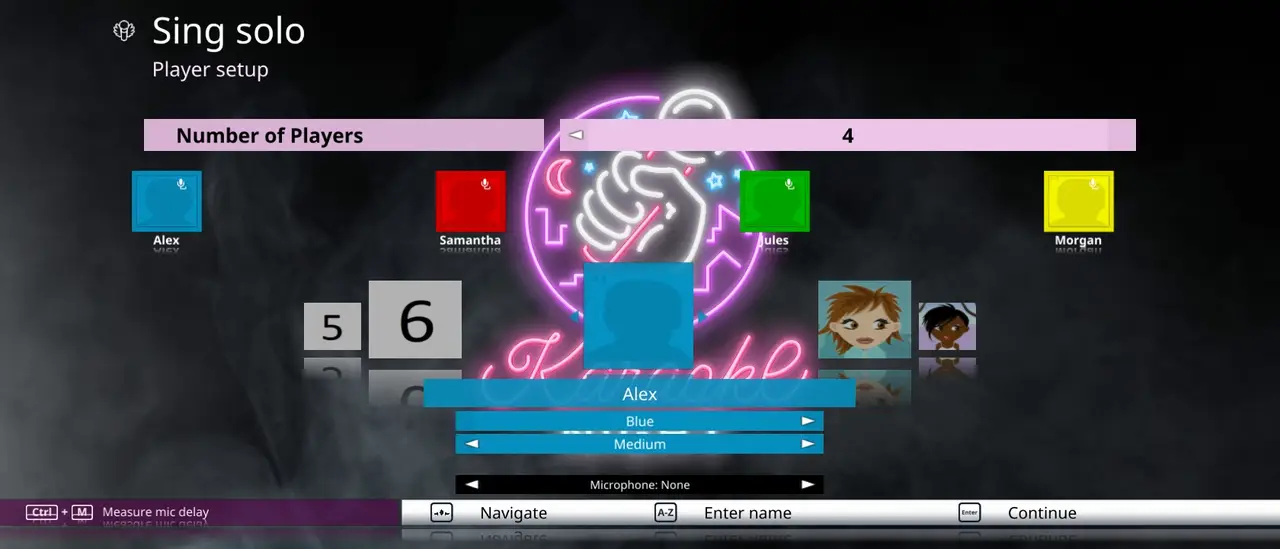 Sing solo
Player setup
Number of Players
4
Alex
Samantha
Jules
Morgan
5
6
Karaoke
Alex
Blue
Medium
Microphone: None
Ctrl + M Measure mic delay
Navigate
A-Z Enter name
Enter Continue